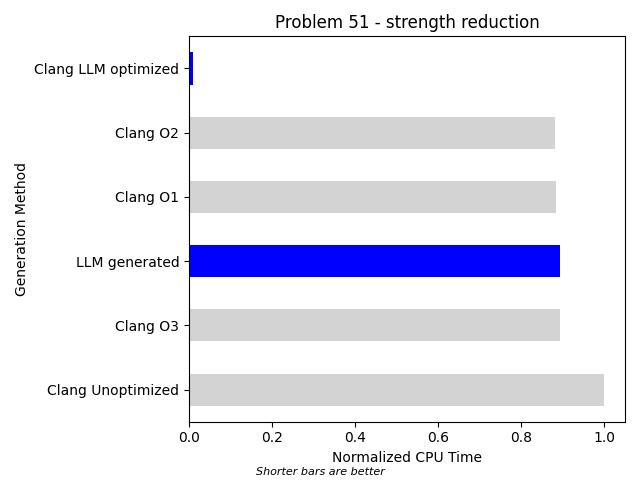 Problem 51 - strength reduction
Generation Method
Clang LLM optimized
Clang O2
Clang O1
LLM generated
Clang O3
Clang Unoptimized
0.0 0.2 0.4 0.6 0.8 1.0
Normalized CPU Time
Shorter bars are better